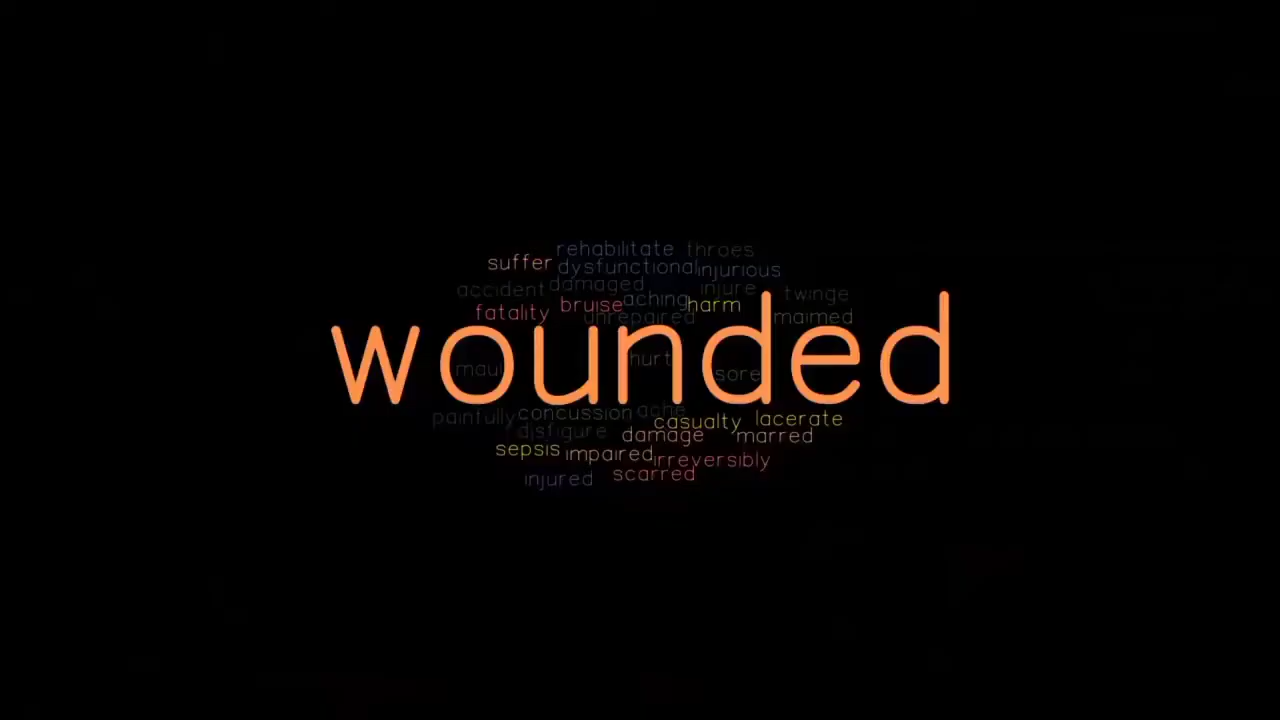 rehabilitate throes
suffer dysfunctional injurious
accident damaged injure twinge
fatality bruise aching harm
unrepaired maimed
wounded
maul hurt sore
painfully concussion ache casualty lacerate
disfigure damage marred
sepsis impaired irreversibly
injured scarred